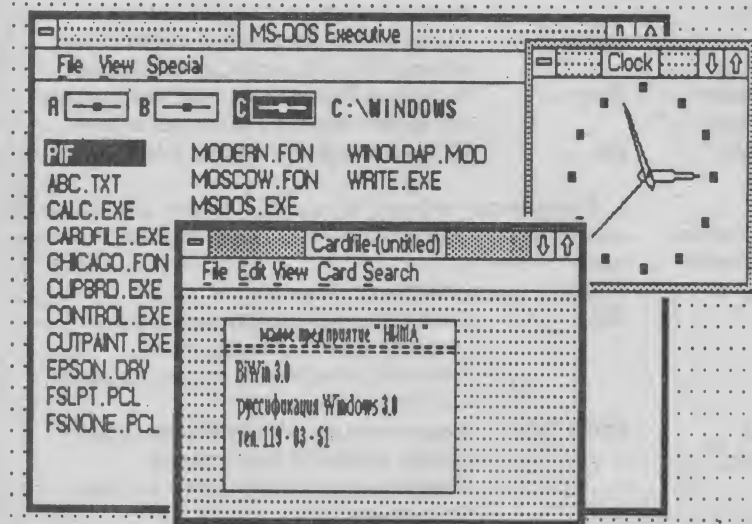 MS-DOS Executive
File View Special
A B C C:\WINDOWS
PIF MODERN.FON WINOLDAP.MOD
ABC.TXT MOSCOW.FON WRITE.EXE
CALC.EXE MSDOS.EXE
CARDFILE.EXE
CHICAGO.FON
CLIPBRD.EXE
CONTROL.EXE
CUTPAINT.EXE
EPSON.DRV
FSLPT.PCL
FSNONE.PCL
Clock
Cardfile-(untitled)
File Edit View Card Search
малое предприятие " НИМА "
BiWin 3.0
руссификация Windows 3.0
тел. 119 - 03 -